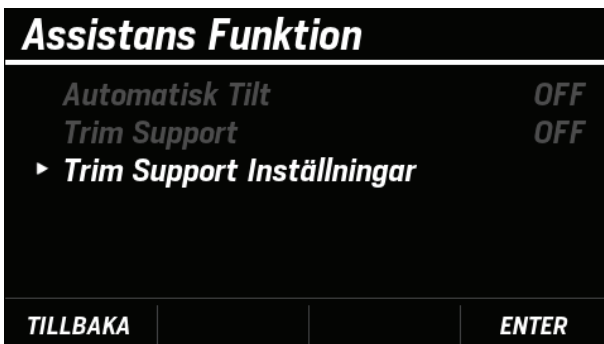 Assistans Funktion
Automatisk Tilt OFF
Trim Support OFF
Trim Support Inställningar
TILLBAKA ENTER